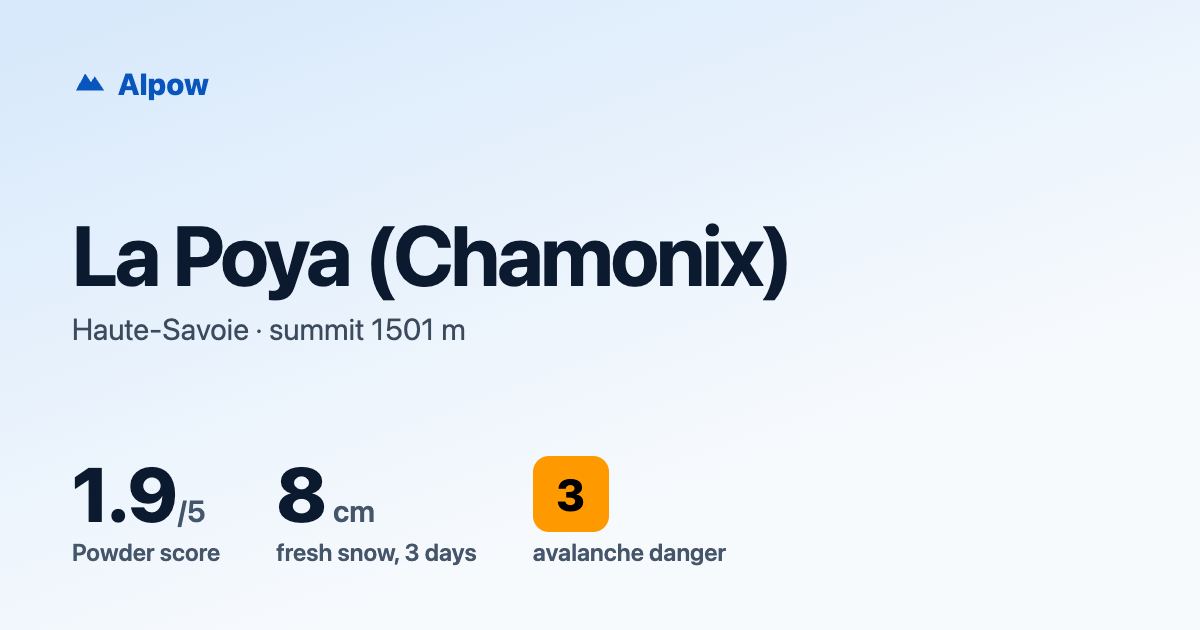 Alpow
La Poya (Chamonix)
Haute-Savoie · summit 1501 m
1.9/5
Powder score
8 cm
fresh snow, 3 days
3
avalanche danger